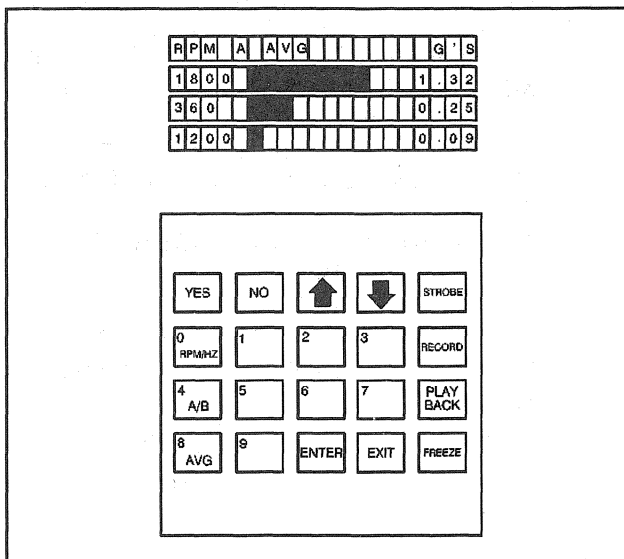 RPM A AVG G'S
1800 1.32
360 0.25
1200 0.09
YES NO STROBE
0 RPM/HZ 1 2 3 RECORD
4 A/B 5 6 7 PLAY BACK
8 AVG 9 ENTER EXIT FREEZE